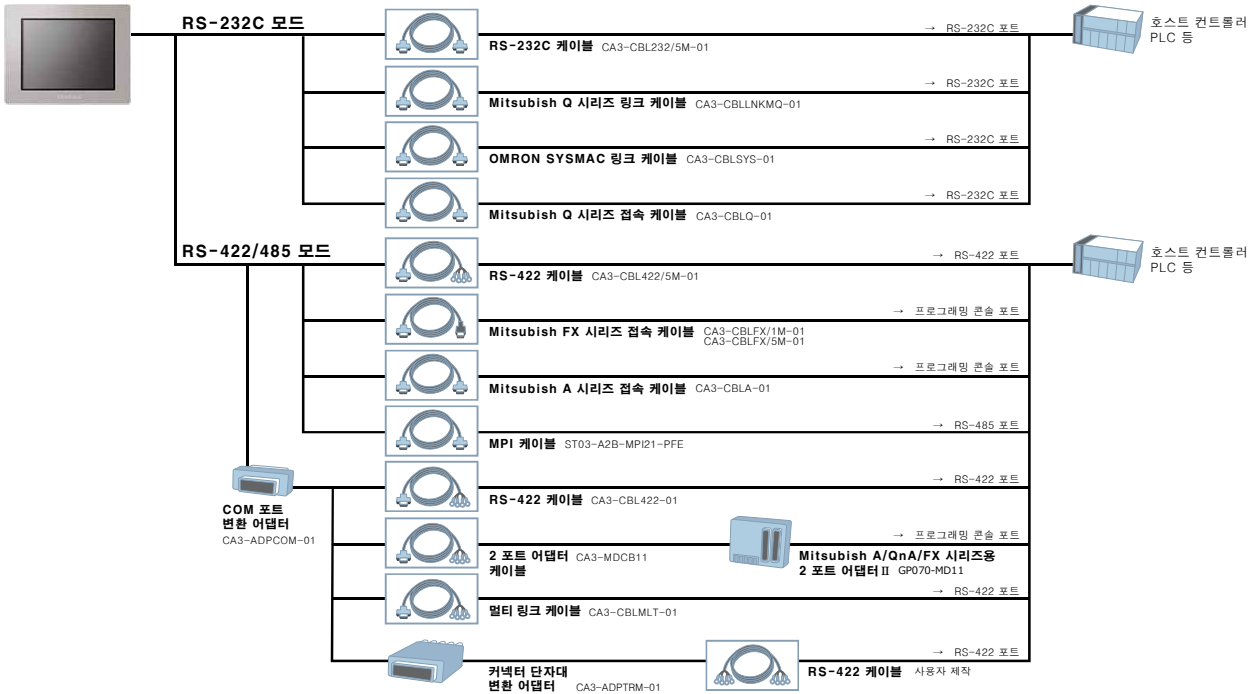 RS-232C 모드
→ RS-232C 포트
호스트 컨트롤러
PLC 등
RS-232C 케이블 CA3-CBL232/5M-01
→ RS-232C 포트
Mitsubish Q 시리즈 링크 케이블 CA3-CBLLNKMQ-01
→ RS-232C 포트
OMRON SYSMAC 링크 케이블 CA3-CBLSYS-01
→ RS-232C 포트
Mitsubish Q 시리즈 접속 케이블 CA3-CBLQ-01
RS-422/485 모드
→ RS-422 포트
호스트 컨트롤러
PLC 등
RS-422 케이블 CA3-CBL422/5M-01
→ 프로그래밍 콘솔 포트
Mitsubish FX 시리즈 접속 케이블 CA3-CBLFX/1M-01
CA3-CBLFX/5M-01
→ 프로그래밍 콘솔 포트
Mitsubish A 시리즈 접속 케이블 CA3-CBLA-01
→ RS-485 포트
MPI 케이블 ST03-A2B-MPI21-PFE
→ RS-422 포트
RS-422 케이블 CA3-CBL422-01
COM 포트
변환 어댑터
CA3-ADPCOM-01
→ 프로그래밍 콘솔 포트
2 포트 어댑터 CA3-MDCB11
케이블
Mitsubish A/QnA/FX 시리즈용
2 포트 어댑터 II GP070-MD11
→ RS-422 포트
멀티 링크 케이블 CA3-CBLMLT-01
→ RS-422 포트
커넥터 단자대
변환 어댑터 CA3-ADPTRM-01
RS-422 케이블 사용자 제작